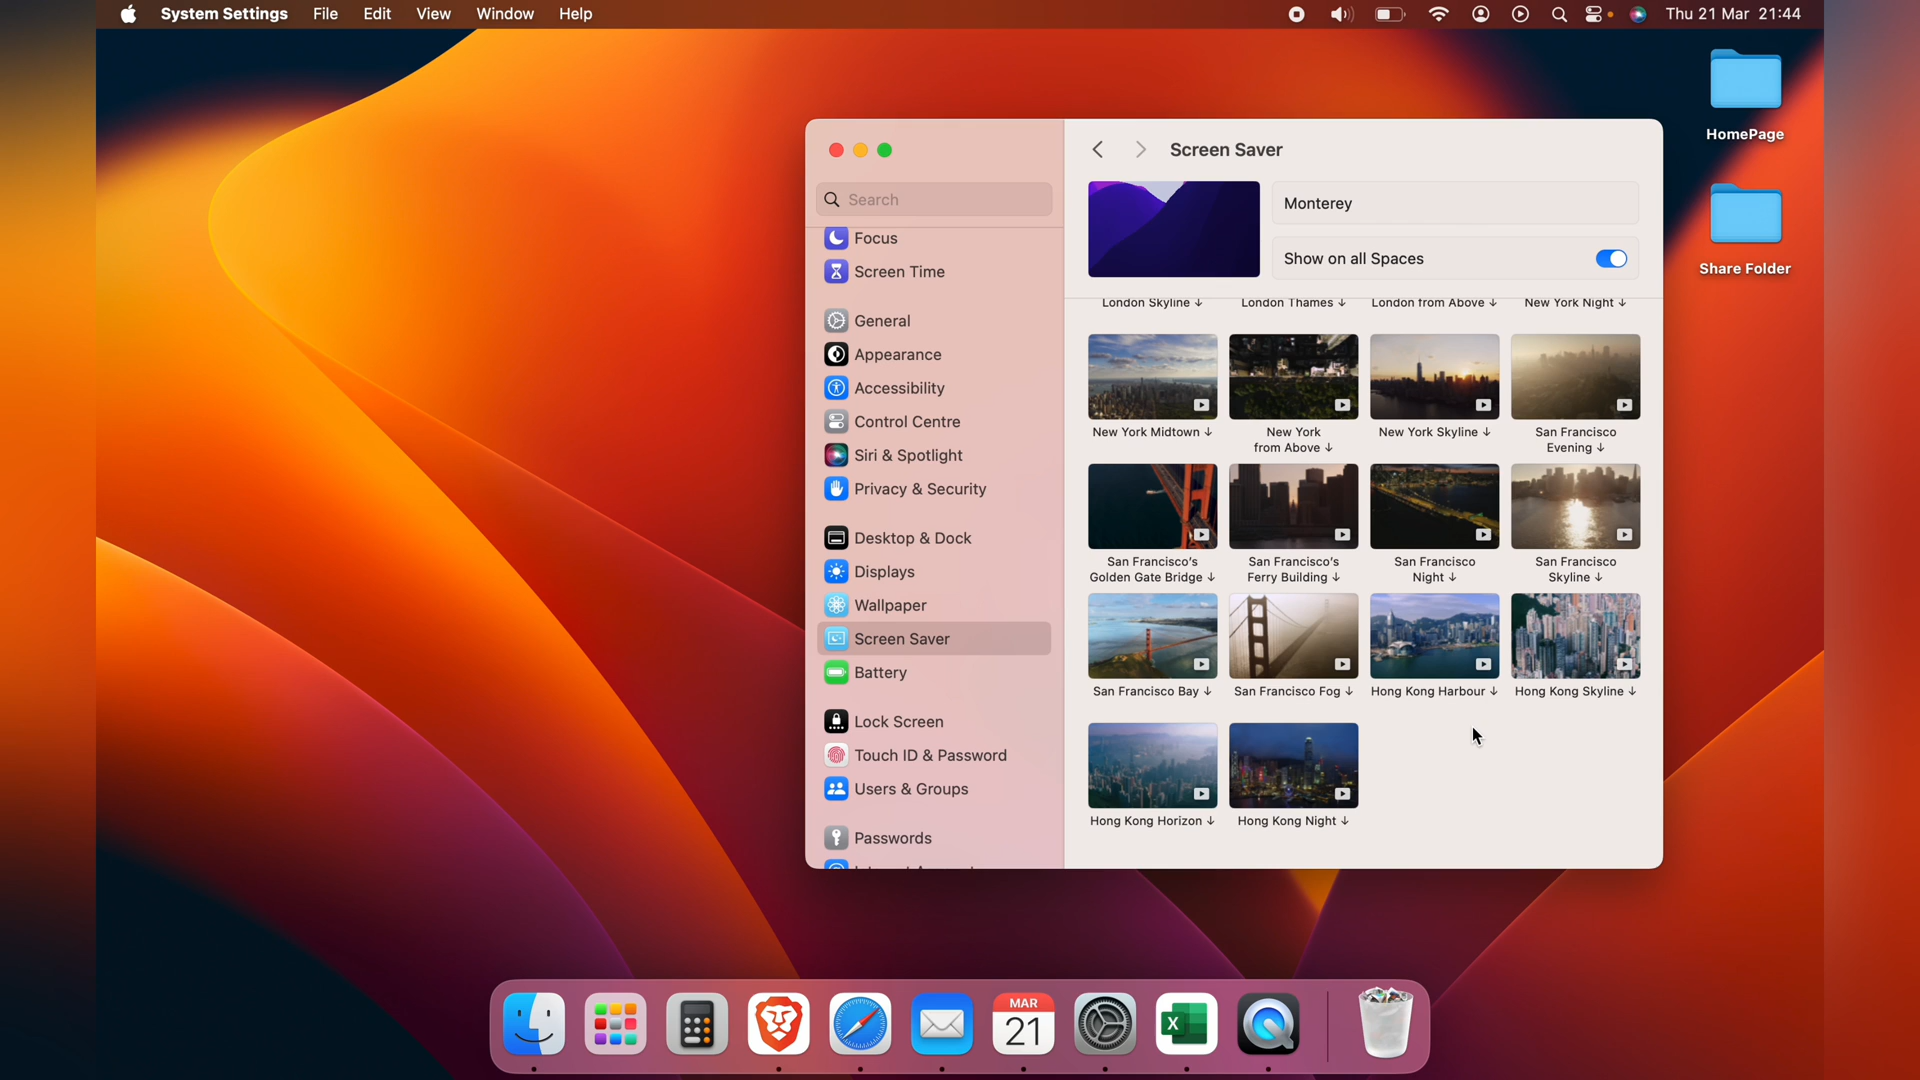 System Settings File Edit View Window Help Thu 21 Mar 21:44
HomePage
Share Folder
Search
Focus
Screen Time
General
Appearance
Accessibility
Control Centre
Siri & Spotlight
Privacy & Security
Desktop & Dock
Displays
Wallpaper
Screen Saver
Battery
Lock Screen
Touch ID & Password
Users & Groups
Passwords
Screen Saver
Monterey
Show on all Spaces
London Skyline ↓ London Thames ↓ London from Above ↓ New York Night ↓
New York Midtown ↓
New York
from Above ↓
New York Skyline ↓
San Francisco
Evening ↓
San Francisco's
Golden Gate Bridge ↓
San Francisco's
Ferry Building ↓
San Francisco
Night ↓
San Francisco
Skyline ↓
San Francisco Bay ↓ San Francisco Fog ↓ Hong Kong Harbour ↓ Hong Kong Skyline ↓
Hong Kong Horizon ↓ Hong Kong Night ↓
MAR
21
X